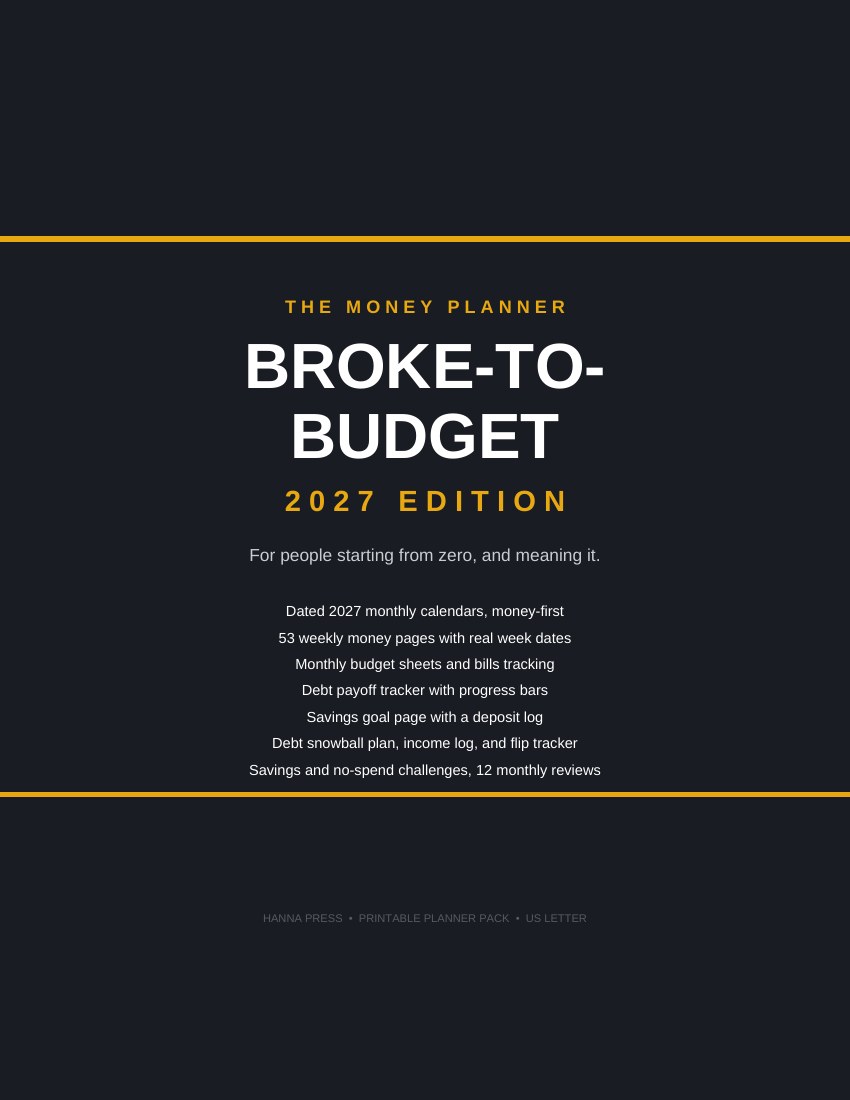 THE MONEY PLANNER
BROKE-TO-
BUDGET
2027 EDITION
For people starting from zero, and meaning it.
Dated 2027 monthly calendars, money-first
53 weekly money pages with real week dates
Monthly budget sheets and bills tracking
Debt payoff tracker with progress bars
Savings goal page with a deposit log
Debt snowball plan, income log, and flip tracker
Savings and no-spend challenges, 12 monthly reviews
HANNA PRESS • PRINTABLE PLANNER PACK • US LETTER